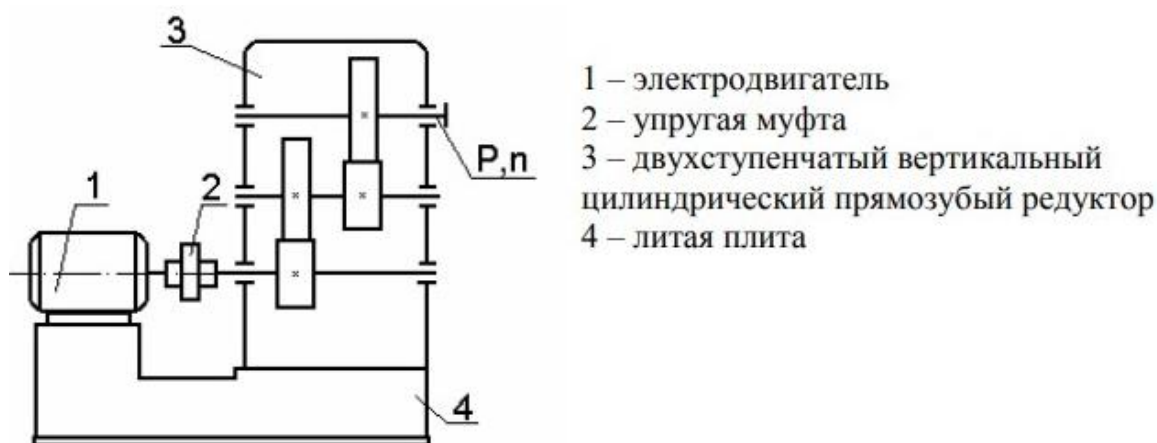 3
P,n
1
2
4
1 – электродвигатель
2 – упругая муфта
3 – двухступенчатый вертикальный
цилиндрический прямозубый редуктор
4 – литая плита